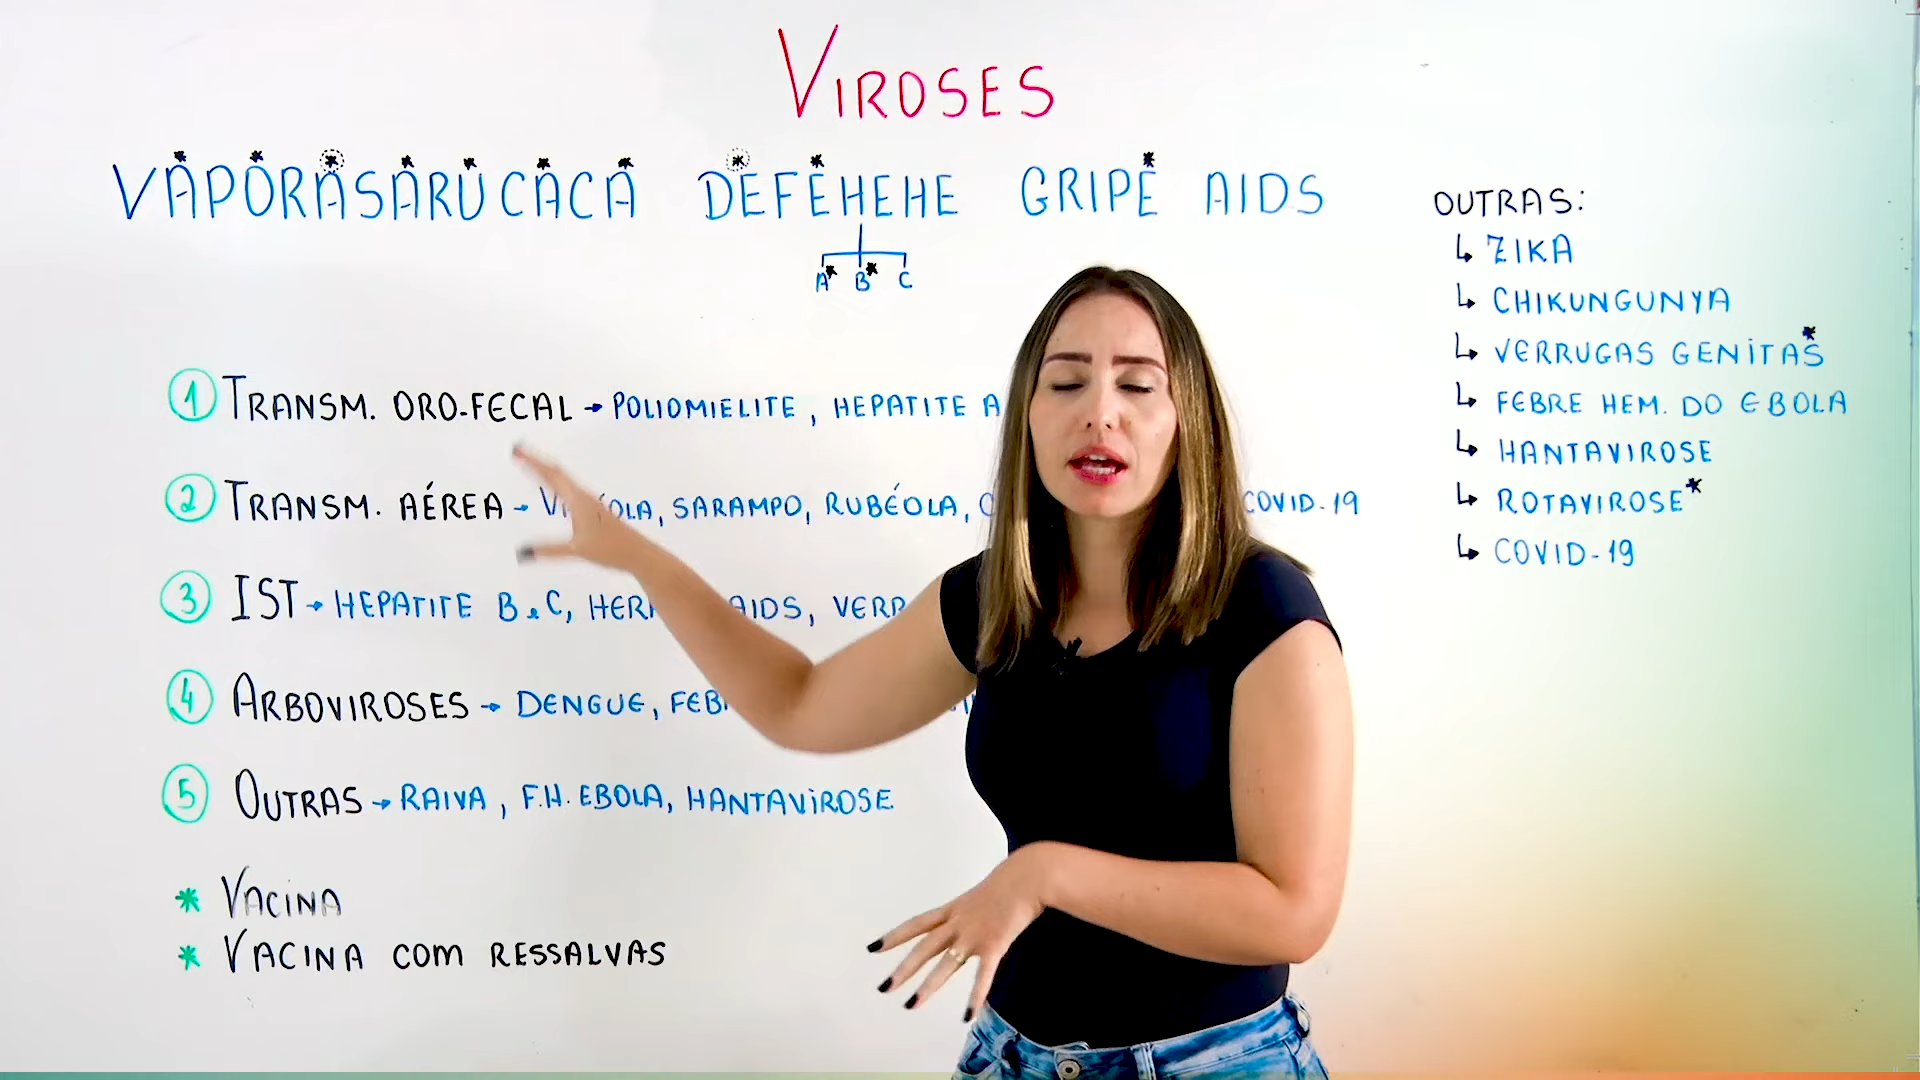 VIROSES
VAPORASARUCACA DEFEHEHE GRIPE AIDS
A* B* C
1 TRANSM. ORO-FECAL → POLIOMIELITE, HEPATITE A
2 TRANSM. AÉREA → SARAMPO, RUBÉOLA, COVID-19
3 IST → HEPATITE B e C, AIDS,
4 ARBOVIROSES → DENGUE,
5 OUTRAS → RAIVA, F.H. EBOLA, HANTAVIROSE
* VACINA
* VACINA COM RESSALVAS
OUTRAS:
↳ ZIKA
↳ CHIKUNGUNYA
↳ VERRUGAS GENITAS*
↳ FEBRE HEM. DO EBOLA
↳ HANTAVIROSE
↳ ROTAVIROSE*
↳ COVID-19